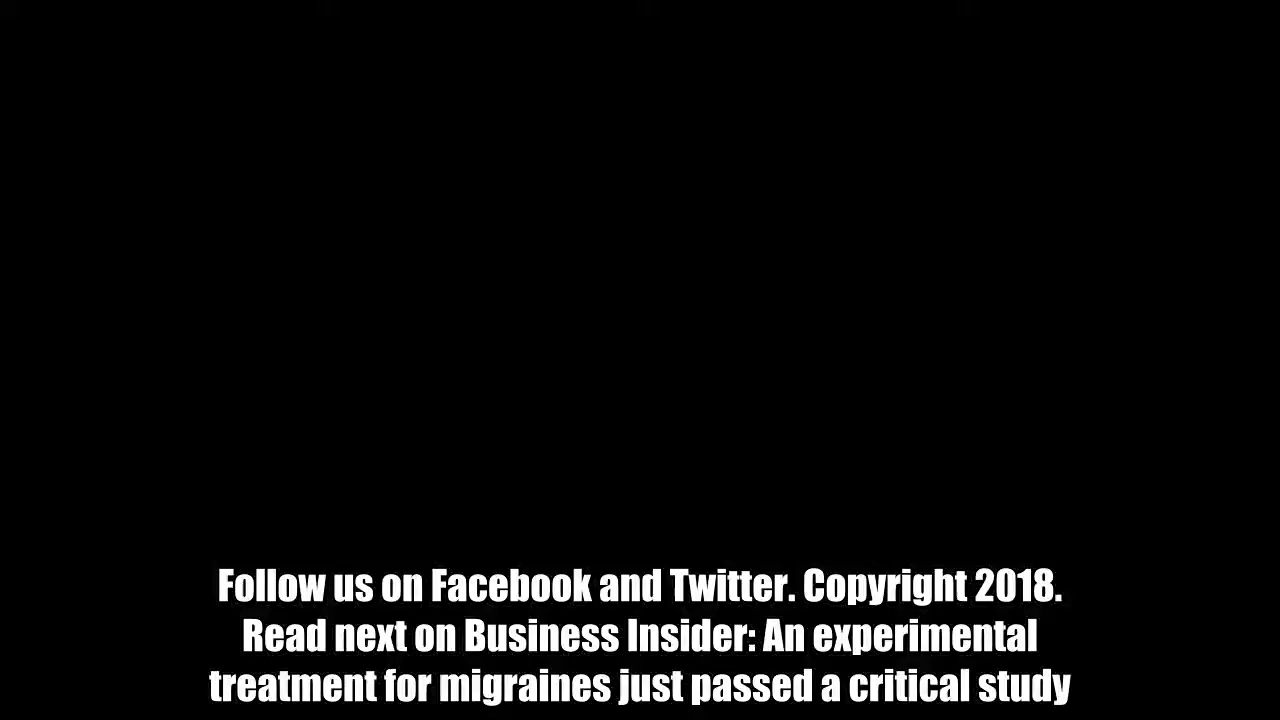 Follow us on Facebook and Twitter. Copyright 2018.
Read next on Business Insider: An experimental
treatment for migraines just passed a critical study